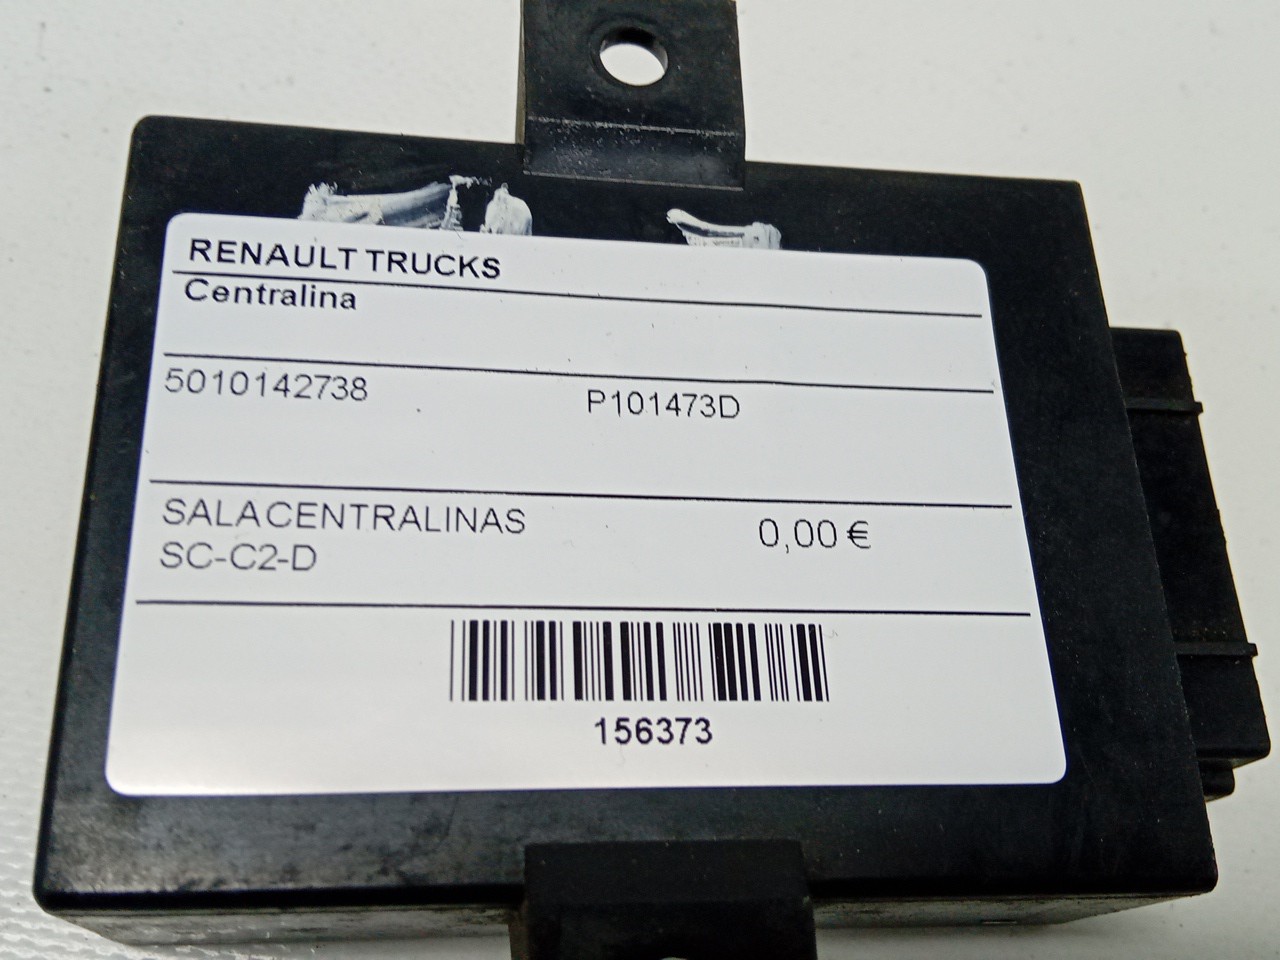 RENAULT TRUCKS
Centralina
5010142738 P101473D
SALACENTRALINAS 0,00 €
SC-C2-D
156373